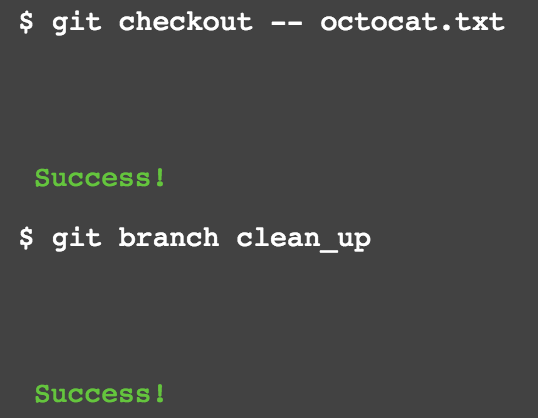 $ git checkout -- octocat.txt
Success!
$ git branch clean_up
Success!